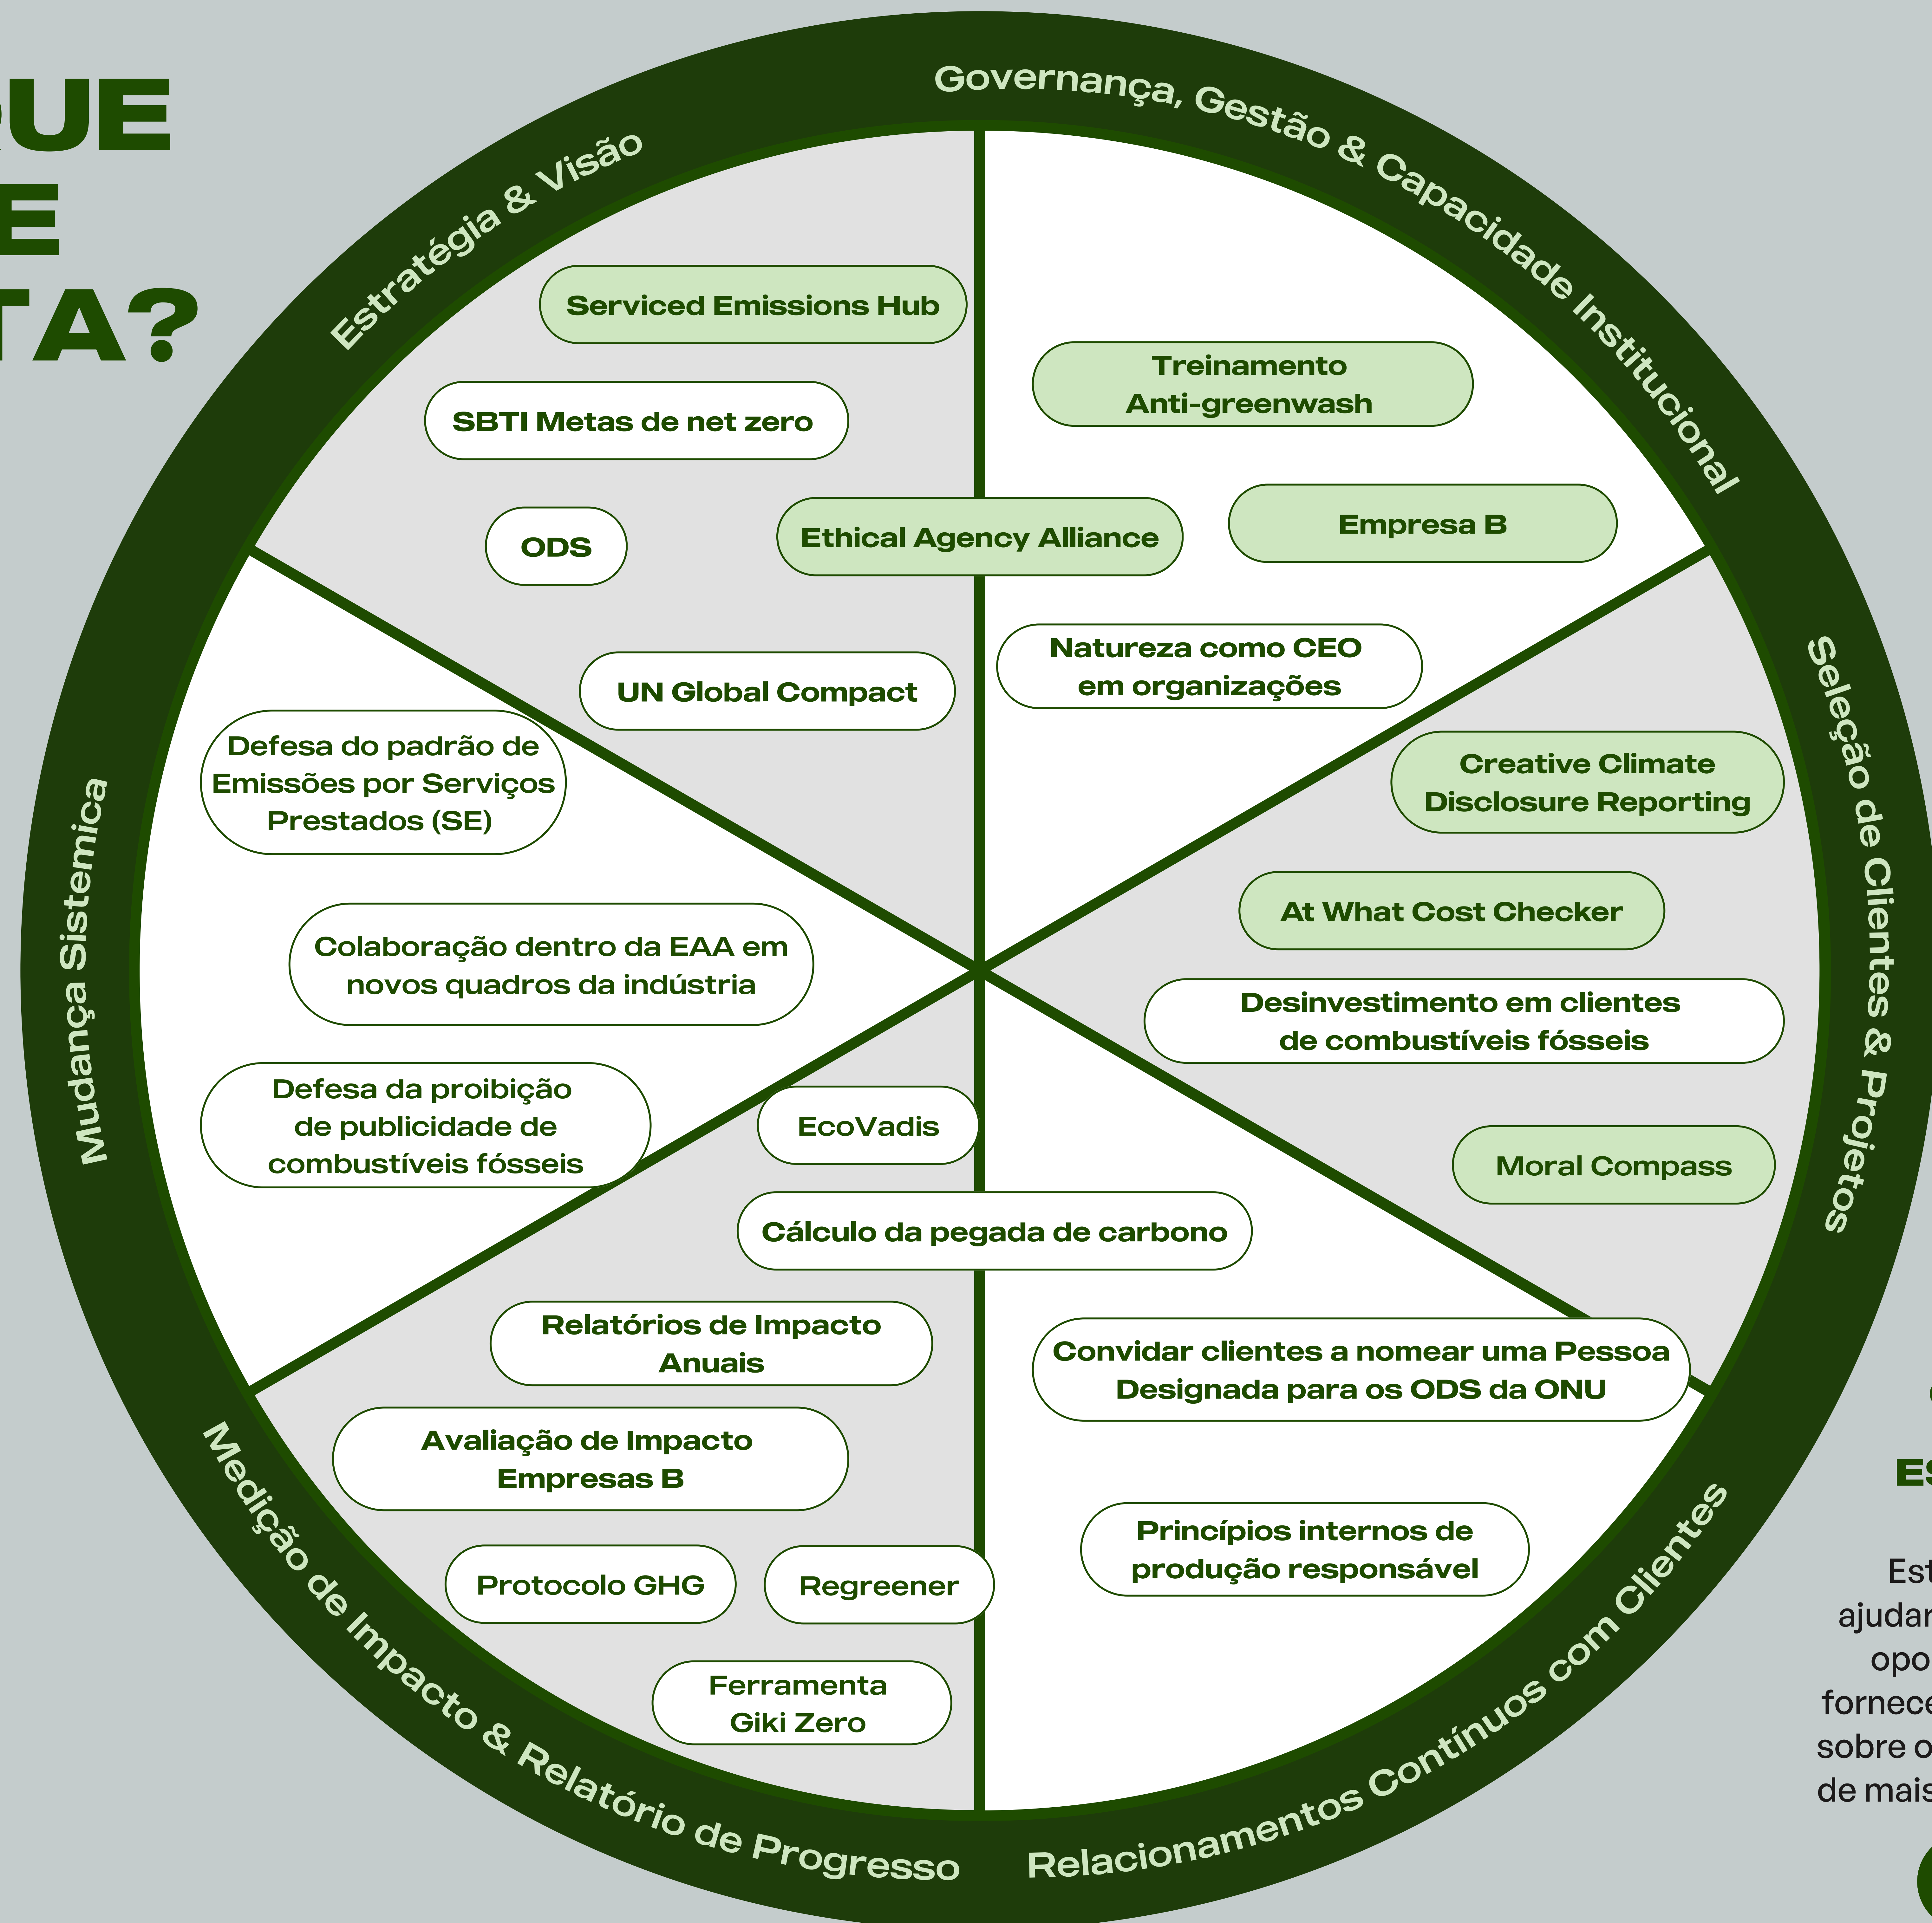 QUE
E
TA?
Estratégia & Visão
Governança, Gestão & Capacidade Institucional
Seleção de Clientes & Projetos
Relacionamentos Contínuos com Clientes
Medição de Impacto & Relatório de Progresso
Mudança Sistemica
Serviced Emissions Hub
SBTI Metas de net zero
ODS
Ethical Agency Alliance
UN Global Compact
Treinamento
Anti-greenwash
Empresa B
Natureza como CEO
em organizações
Creative Climate
Disclosure Reporting
At What Cost Checker
Desinvestimento em clientes
de combustíveis fósseis
Moral Compass
Defesa do padrão de
Emissões por Serviços
Prestados (SE)
Colaboração dentro da EAA em
novos quadros da indústria
Defesa da proibição
de publicidade de
combustíveis fósseis
EcoVadis
Cálculo da pegada de carbono
Relatórios de Impacto
Anuais
Avaliação de Impacto
Empresas B
Protocolo GHG
Regreener
Ferramenta
Giki Zero
Convidar clientes a nomear uma Pessoa
Designada para os ODS da ONU
Princípios internos de
produção responsável
ES
Est
ajudar
opo
fornece
sobre o
de mais